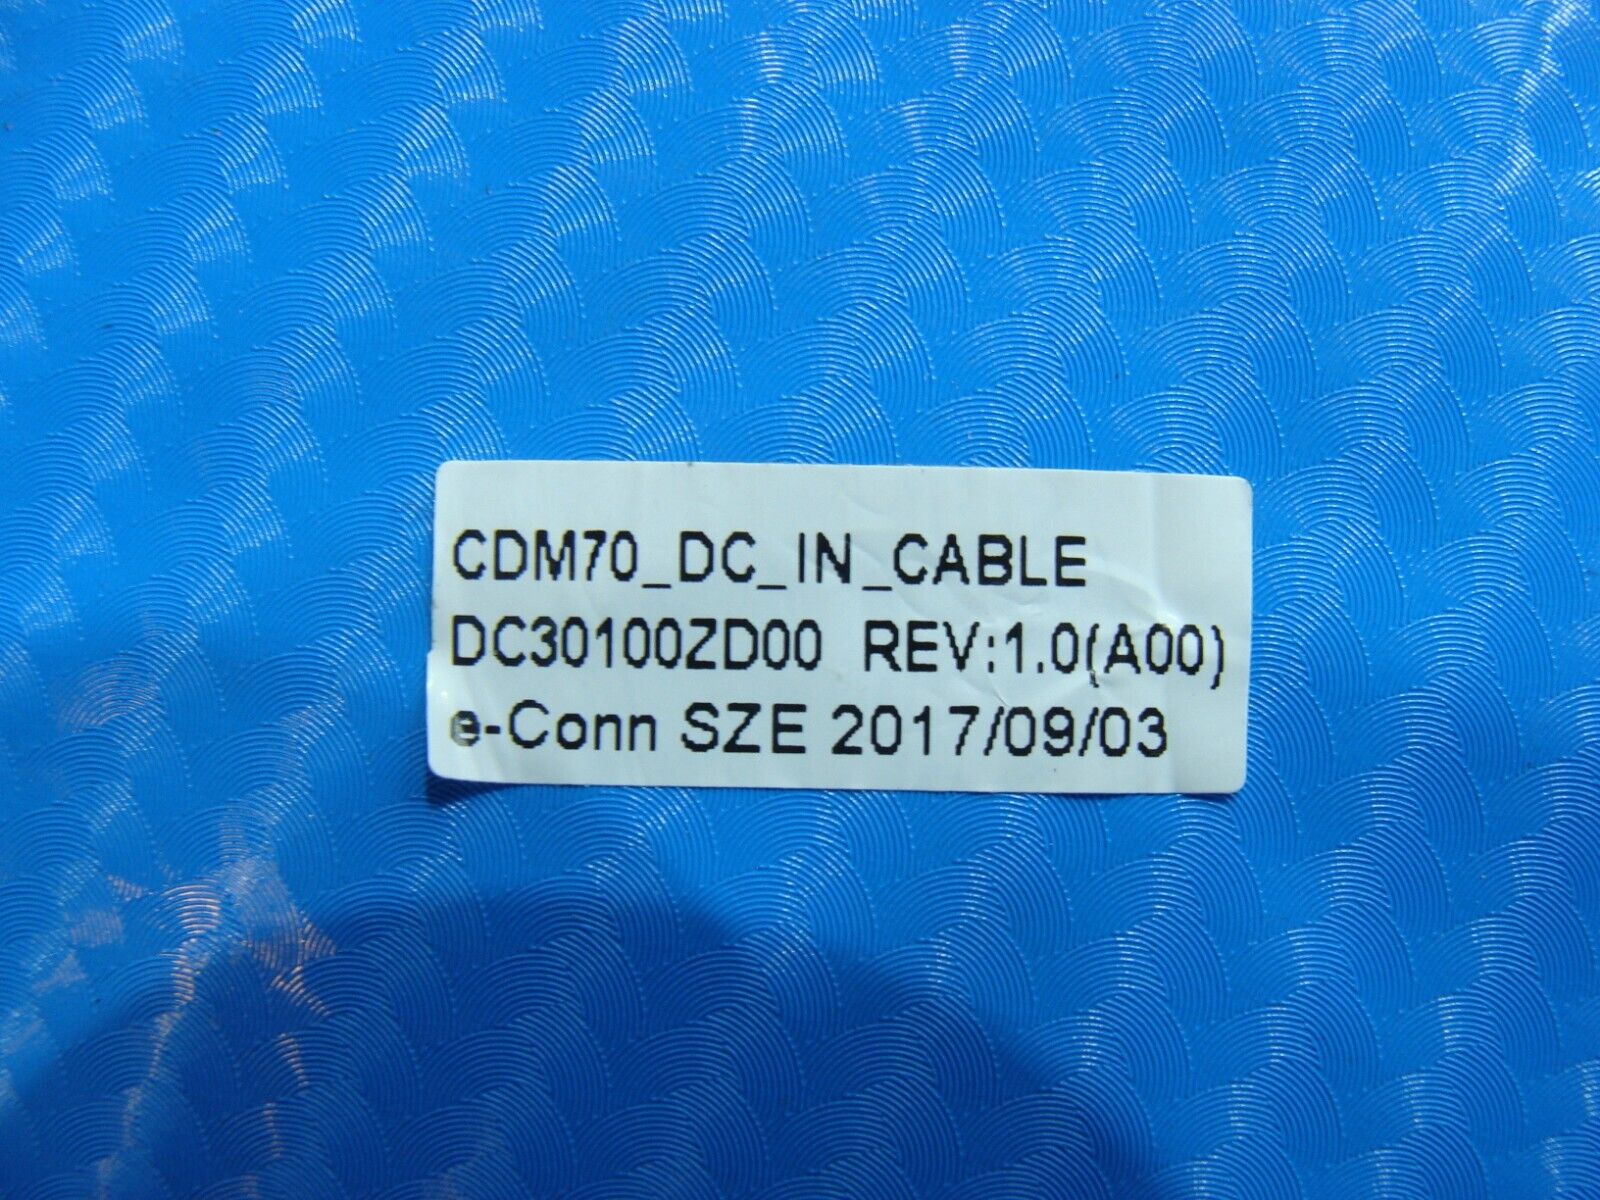 CDM70_DC_IN_CABLE
DC30100ZD00 REV:1.0(A00)
e-Conn SZE 2017/09/03